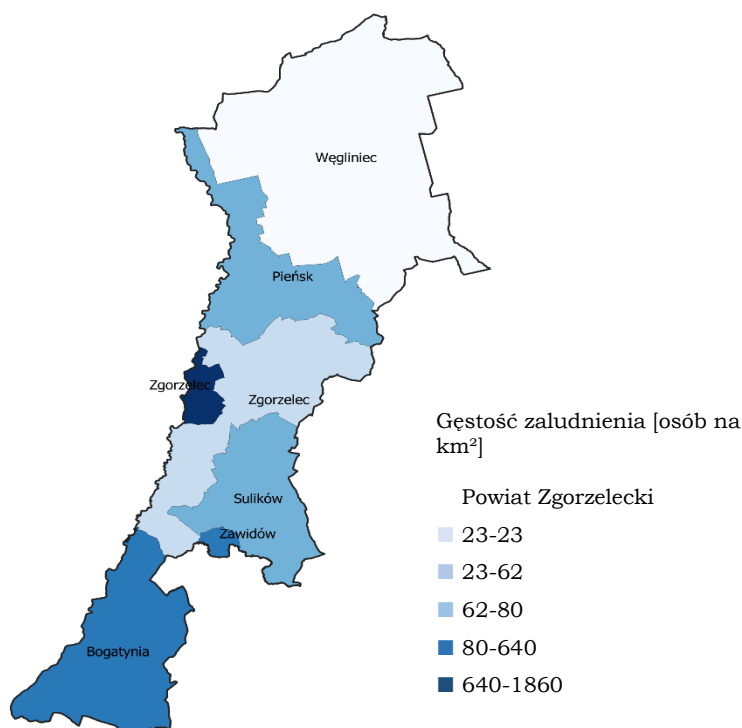 Węgliniec
Pieńsk
Zgorzelec
Zgorzelec
Sulików
Zawidów
Bogatynia
Gęstość zaludnienia [osób na
km²]
Powiat Zgorzelecki
23-23
23-62
62-80
80-640
640-1860